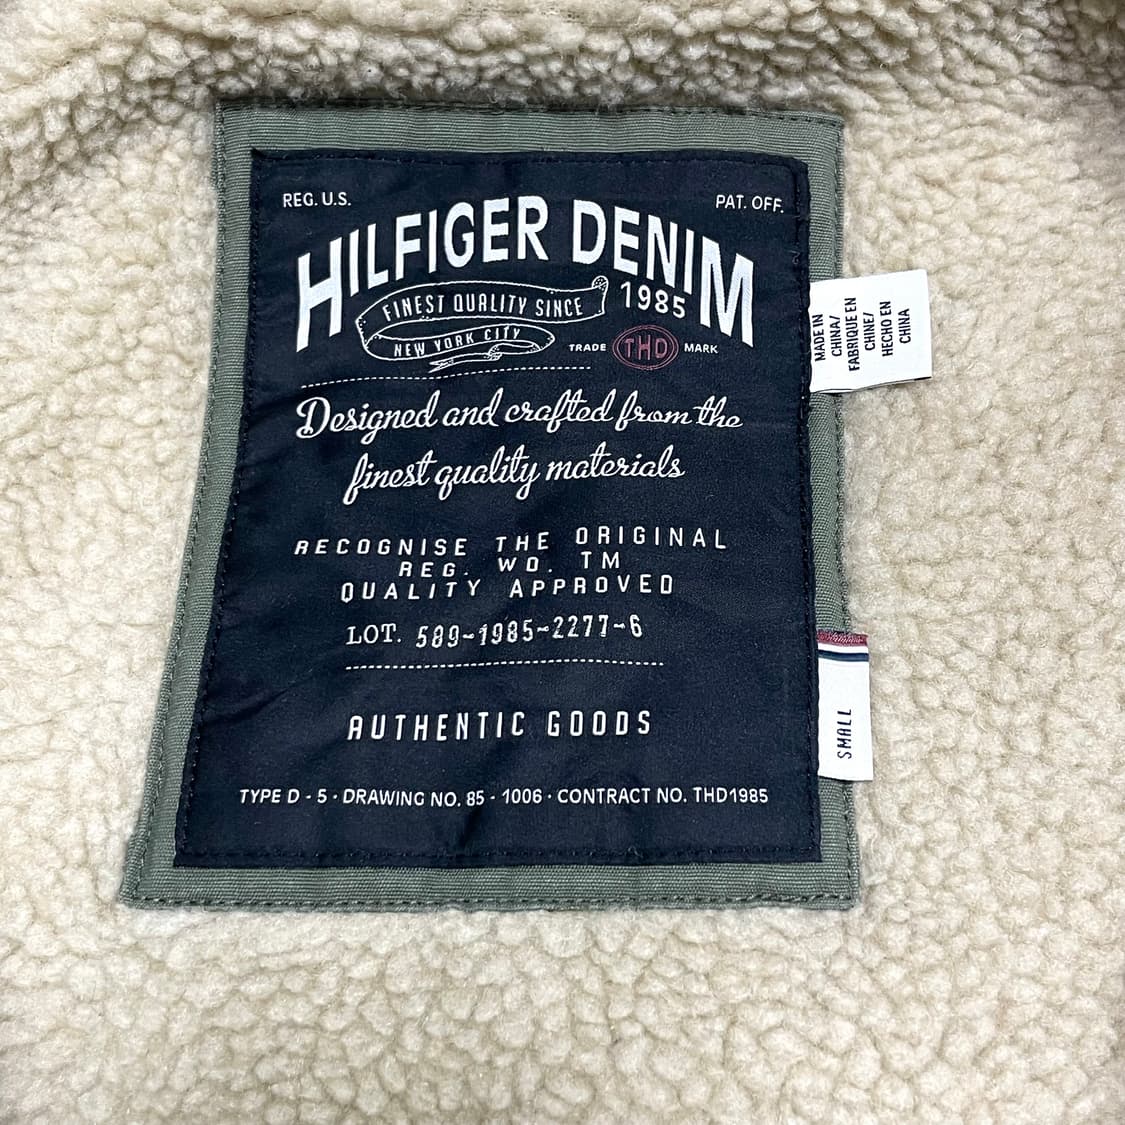 REG. U.S. PAT. OFF.
HILFIGER DENIM
FINEST QUALITY SINCE 1985
NEW YORK CITY
TRADE THD MARK
Designed and crafted from the
finest quality materials
RECOGNISE THE ORIGINAL
REG. WD. TM
QUALITY APPROVED
LOT. 589-1985-2277-6
AUTHENTIC GOODS
TYPE D - 5 · DRAWING NO. 85 - 1006 · CONTRACT NO. THD1985
MADE IN
CHINA/
FABRIQUE EN
CHINE/
HECHO EN
CHINA
SMALL